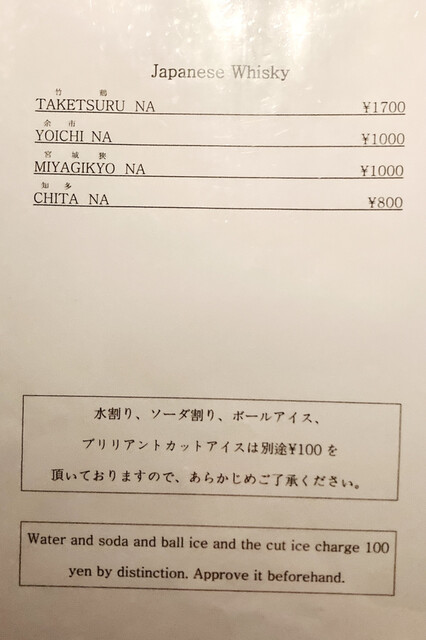 Japanese Whisky
竹 鶴
TAKETSURU NA ¥1700
余 市
YOICHI NA ¥1000
宮 城 狭
MIYAGIKYO NA ¥1000
知 多
CHITA NA ¥800
水割り、ソーダ割り、ボールアイス、
ブリリアントカットアイスは別途¥100を
頂いておりますので、あらかじめご了承ください。
Water and soda and ball ice and the cut ice charge 100
yen by distinction. Approve it beforehand.